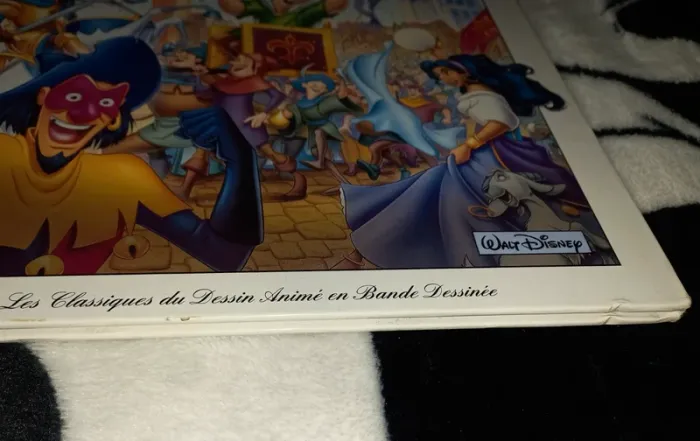 WALT DISNEY
Les Classiques du Dessin Animé en Bande Dessinée